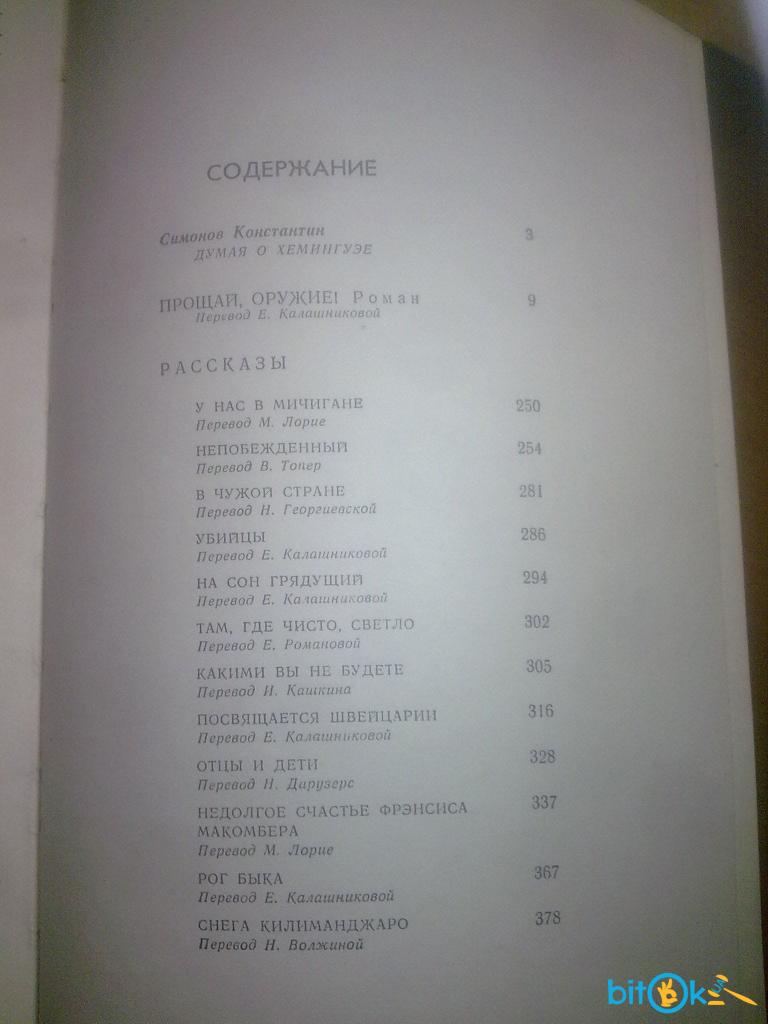 СОДЕРЖАНИЕ
Симонов Константин 3
ДУМАЯ О ХЕМИНГУЭЕ
ПРОЩАЙ, ОРУЖИЕ! Роман 9
Перевод Е. Калашниковой
РАССКАЗЫ
У НАС В МИЧИГАНЕ 250
Перевод М. Лорие
НЕПОБЕЖДЕННЫЙ 254
Перевод В. Топер
В ЧУЖОЙ СТРАНЕ 281
Перевод Н. Георгиевской
УБИЙЦЫ 286
Перевод Е. Калашниковой
НА СОН ГРЯДУЩИЙ 294
Перевод Е. Калашниковой
ТАМ, ГДЕ ЧИСТО, СВЕТЛО 302
Перевод Е. Романовой
КАКИМИ ВЫ НЕ БУДЕТЕ 305
Перевод И. Кашкина
ПОСВЯЩАЕТСЯ ШВЕЙЦАРИИ 316
Перевод Е. Калашниковой
ОТЦЫ И ДЕТИ 328
Перевод Н. Дарузерс
НЕДОЛГОЕ СЧАСТЬЕ ФРЭНСИСА 337
МАКОМБЕРА
Перевод М. Лорие
РОГ БЫКА 367
Перевод Е. Калашниковой
СНЕГА КИЛИМАНДЖАРО 378
Перевод Н. Волжиной
bitok UA